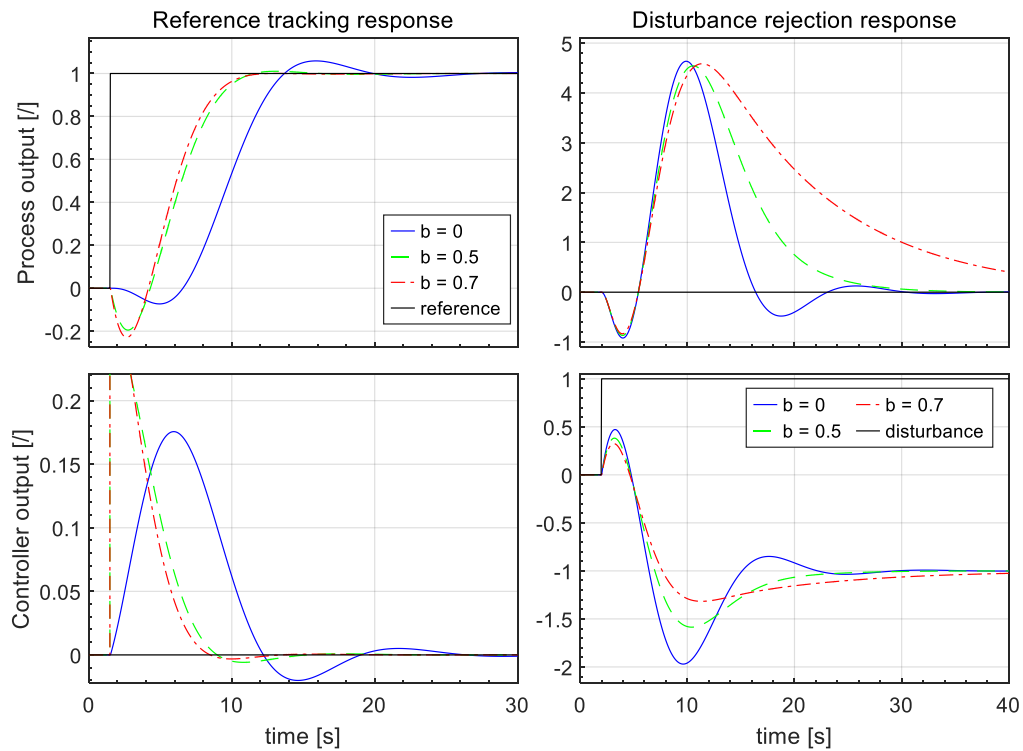 Reference tracking response
Process output [/]
1
0.8
0.6
0.4
0.2
0
-0.2
b = 0
b = 0.5
b = 0.7
reference
Disturbance rejection response
5
4
3
2
1
0
-1
Controller output [/]
0.2
0.15
0.1
0.05
0
0 10 20 30
time [s]
1
0.5
0
-0.5
-1
-1.5
-2
b = 0 b = 0.7
b = 0.5 disturbance
0 10 20 30 40
time [s]